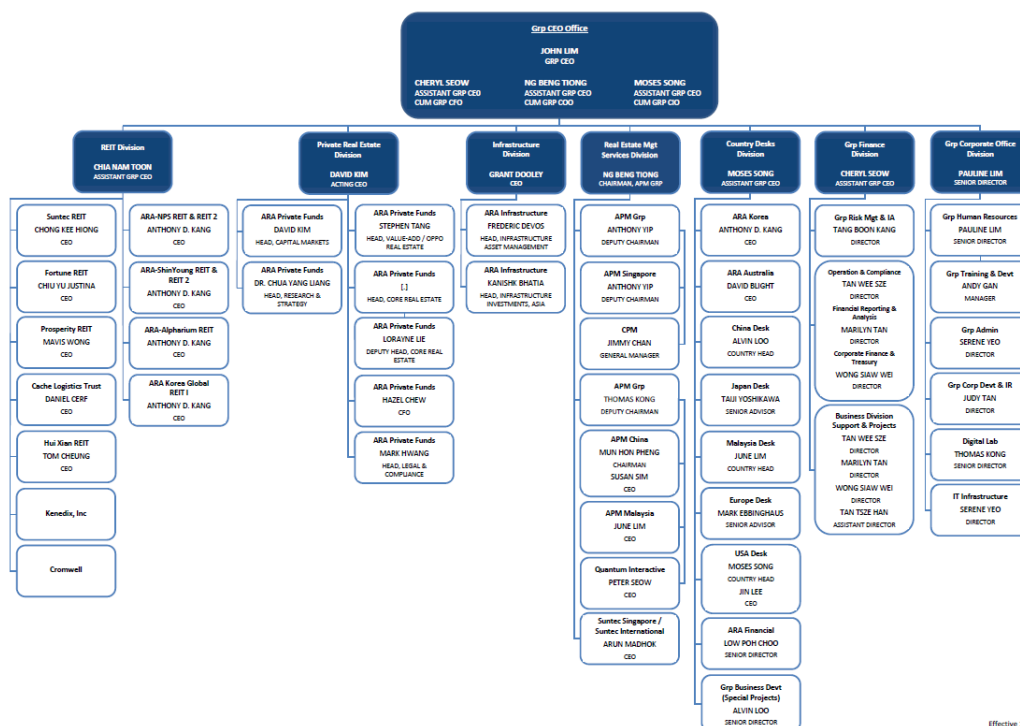 Grp CEO Office
JOHN LIM
GRP CEO
CHERYL SEOW
ASSISTANT GRP CEO
CUM GRP CFO
NG BENG TIONG
ASSISTANT GRP CEO
CUM GRP COO
MOSES SONG
ASSISTANT GRP CEO
CUM GRP CIO
REIT Division
CHIA NAM TOON
ASSISTANT GRP CEO
Suntec REIT
CHONG KEE HIONG
CEO
Fortune REIT
CHIU YU JUSTINA
CEO
Prosperity REIT
MAVIS WONG
CEO
Cache Logistics Trust
DANIEL CERF
CEO
Hui Xian REIT
TOM CHEUNG
CEO
Kenedix, Inc
Cromwell
ARA-NPS REIT & REIT 2
ANTHONY D. KANG
CEO
ARA-ShinYoung REIT &
REIT 2
ANTHONY D. KANG
CEO
ARA-Alpharium REIT
ANTHONY D. KANG
CEO
ARA Korea Global
REIT I
ANTHONY D. KANG
CEO
Private Real Estate
Division
DAVID KIM
ACTING CEO
ARA Private Funds
DAVID KIM
HEAD, CAPITAL MARKETS
ARA Private Funds
DR. CHUA YANG LIANG
HEAD, RESEARCH &
STRATEGY
ARA Private Funds
STEPHEN TANG
HEAD, VALUE-ADD / OPPO
REAL ESTATE
ARA Private Funds
[.]
HEAD, CORE REAL ESTATE
ARA Private Funds
LORAYNE LIE
DEPUTY HEAD, CORE REAL
ESTATE
ARA Private Funds
HAZEL CHEW
CFO
ARA Private Funds
MARK HWANG
HEAD, LEGAL &
COMPLIANCE
Infrastructure
Division
GRANT DOOLEY
CEO
ARA Infrastructure
FREDERIC DEVOS
HEAD, INFRASTRUCTURE
ASSET MANAGEMENT
ARA Infrastructure
KANISHK BHATIA
HEAD, INFRASTRUCTURE
INVESTMENTS, ASIA
Real Estate Mgt
Services Division
NG BENG TIONG
CHAIRMAN, APM GRP
APM Grp
ANTHONY YIP
DEPUTY CHAIRMAN
APM Singapore
ANTHONY YIP
DEPUTY CHAIRMAN
CPM
JIMMY CHAN
GENERAL MANAGER
APM Grp
THOMAS KONG
DEPUTY CHAIRMAN
APM China
MUN HON PHENG
CHAIRMAN
SUSAN SIM
CEO
APM Malaysia
JUNE LIM
CEO
Quantum Interactive
PETER SEOW
CEO
Suntec Singapore /
Suntec International
ARUN MADHOK
CEO
Country Desks
Division
MOSES SONG
ASSISTANT GRP CEO
ARA Korea
ANTHONY D. KANG
CEO
ARA Australia
DAVID BLIGHT
CEO
China Desk
ALVIN LOO
COUNTRY HEAD
Japan Desk
TAIJI YOSHIKAWA
SENIOR ADVISOR
Malaysia Desk
JUNE LIM
COUNTRY HEAD
Europe Desk
MARK EBBINGHAUS
SENIOR ADVISOR
USA Desk
MOSES SONG
COUNTRY HEAD
JIN LEE
CEO
ARA Financial
LOW POH CHOO
SENIOR DIRECTOR
Grp Business Devt
(Special Projects)
ALVIN LOO
SENIOR DIRECTOR
Grp Finance
Division
CHERYL SEOW
ASSISTANT GRP CEO
Grp Risk Mgt & IA
TANG BOON KANG
DIRECTOR
Operation & Compliance
TAN WEE SZE
DIRECTOR
Financial Reporting &
Analysis
MARILYN TAN
DIRECTOR
Corporate Finance &
Treasury
WONG SIAW WEI
DIRECTOR
Business Division
Support & Projects
TAN WEE SZE
DIRECTOR
MARILYN TAN
DIRECTOR
WONG SIAW WEI
DIRECTOR
TAN TSZE HAN
ASSISTANT DIRECTOR
Grp Corporate Office
Division
PAULINE LIM
SENIOR DIRECTOR
Grp Human Resources
PAULINE LIM
SENIOR DIRECTOR
Grp Training & Devt
ANDY GAN
MANAGER
Grp Admin
SERENE YEO
DIRECTOR
Grp Corp Devt & IR
JUDY TAN
DIRECTOR
Digital Lab
THOMAS KONG
SENIOR DIRECTOR
IT Infrastructure
SERENE YEO
DIRECTOR
Effective